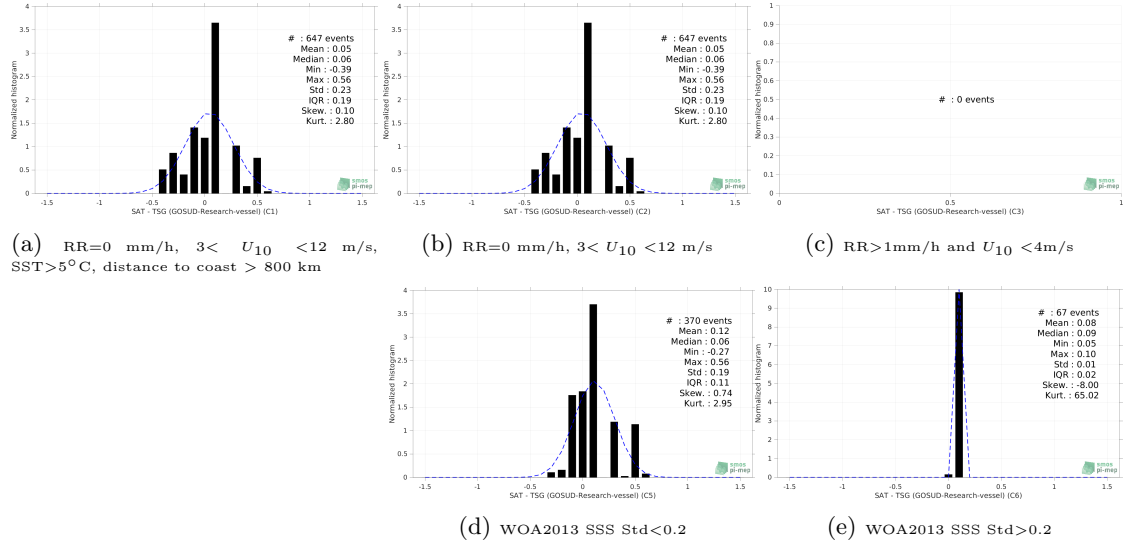 4
3.5
3
2.5
2
1.5
1
0.5
0
Normalized histogram
# : 647 events
Mean : 0.05
Median : 0.06
Min : -0.39
Max : 0.56
Std : 0.23
IQR : 0.19
Skew. : 0.10
Kurt. : 2.80
smos
pi-mep
-1.5 -1 -0.5 0 0.5 1 1.5
SAT - TSG (GOSUD-Research-vessel) (C1)
(a) RR=0 mm/h, 3< U10 <12 m/s,
SST>5°C, distance to coast > 800 km
4
3.5
3
2.5
2
1.5
1
0.5
0
Normalized histogram
# : 647 events
Mean : 0.05
Median : 0.06
Min : -0.39
Max : 0.56
Std : 0.23
IQR : 0.19
Skew. : 0.10
Kurt. : 2.80
smos
pi-mep
-1.5 -1 -0.5 0 0.5 1 1.5
SAT - TSG (GOSUD-Research-vessel) (C2)
(b) RR=0 mm/h, 3< U10 <12 m/s
1
0.9
0.8
0.7
0.6
0.5
0.4
0.3
0.2
0.1
0
Normalized histogram
# : 0 events
smos
pi-mep
0 0.5 1
SAT - TSG (GOSUD-Research-vessel) (C3)
(c) RR>1mm/h and U10 <4m/s
4
3.5
3
2.5
2
1.5
1
0.5
0
Normalized histogram
# : 370 events
Mean : 0.12
Median : 0.06
Min : -0.27
Max : 0.56
Std : 0.19
IQR : 0.11
Skew. : 0.74
Kurt. : 2.95
smos
pi-mep
-1.5 -1 -0.5 0 0.5 1 1.5
SAT - TSG (GOSUD-Research-vessel) (C5)
(d) WOA2013 SSS Std<0.2
10
9
8
7
6
5
4
3
2
1
0
Normalized histogram
# : 67 events
Mean : 0.08
Median : 0.09
Min : 0.05
Max : 0.10
Std : 0.01
IQR : 0.02
Skew. : -8.00
Kurt. : 65.02
smos
pi-mep
-1.5 -1 -0.5 0 0.5 1 1.5
SAT - TSG (GOSUD-Research-vessel) (C6)
(e) WOA2013 SSS Std>0.2